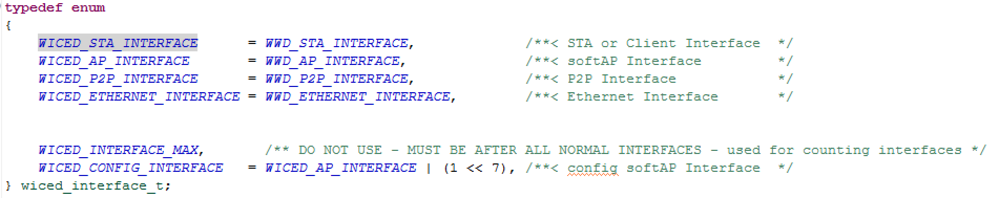 typedef enum
{
    WICED_STA_INTERFACE      = WWD_STA_INTERFACE,             /**< STA or Client Interface  */
    WICED_AP_INTERFACE       = WWD_AP_INTERFACE,              /**< softAP Interface         */
    WICED_P2P_INTERFACE      = WWD_P2P_INTERFACE,             /**< P2P Interface            */
    WICED_ETHERNET_INTERFACE = WWD_ETHERNET_INTERFACE,        /**< Ethernet Interface       */
    WICED_INTERFACE_MAX,       /** DO NOT USE - MUST BE AFTER ALL NORMAL INTERFACES - used for counting interfaces */
    WICED_CONFIG_INTERFACE   = WICED_AP_INTERFACE | (1 << 7), /**< config softAP Interface  */
} wiced_interface_t;